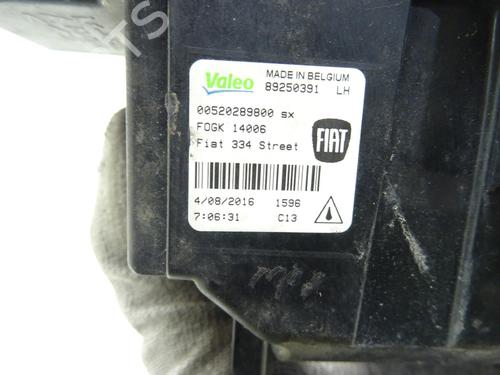 Valeo
MADE IN BELGIUM
89250391 LH
00520289800 sx
FOGK 14006
Fiat 334 Street
FIAT
4/08/2016 1596
7:06:31 C13